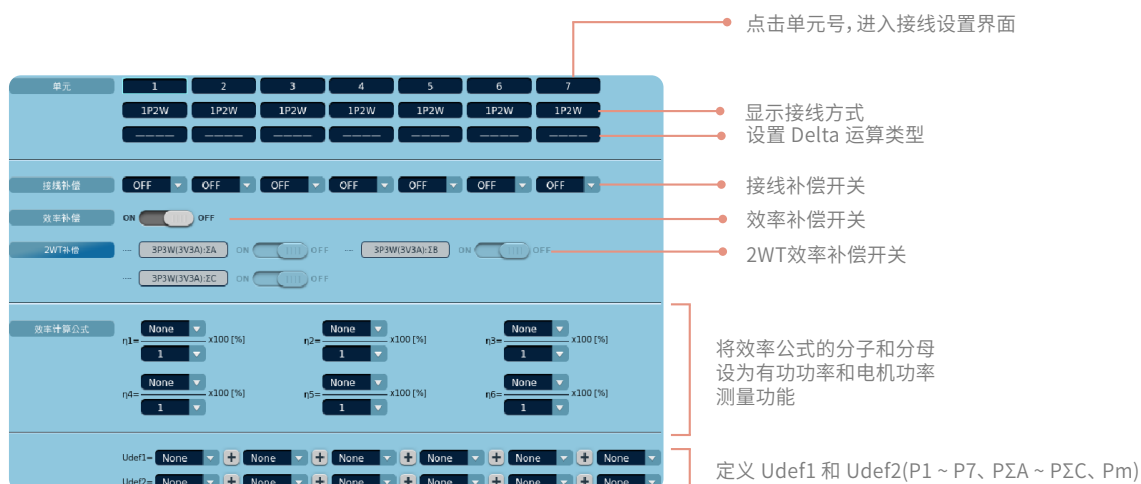 点击单元号，进入接线设置界面
单元 1 2 3 4 5 6 7
1P2W 1P2W 1P2W 1P2W 1P2W 1P2W 1P2W
显示接线方式
———— ———— ———— ———— ———— ———— ————
设置 Delta 运算类型
接线补偿 OFF OFF OFF OFF OFF OFF OFF
接线补偿开关
效率补偿 ON OFF
效率补偿开关
2WT补偿 --- 3P3W(3V3A):ΣA ON OFF --- 3P3W(3V3A):ΣB ON OFF
2WT效率补偿开关
--- 3P3W(3V3A):ΣC ON OFF
效率计算公式
None None None
η1= x100 [%] η2= x100 [%] η3= x100 [%]
1 1 1
将效率公式的分子和分母
设为有功功率和电机功率
测量功能
None None None
η4= x100 [%] η5= x100 [%] η6= x100 [%]
1 1 1
Udef1= None + None + None + None + None + None
Udef2= None + None + None + None + None + None
定义 Udef1 和 Udef2(P1 ~ P7、PΣA ~ PΣC、Pm)